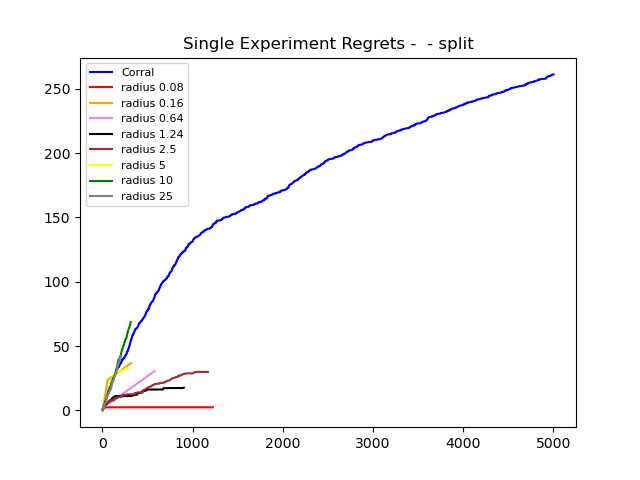 Single Experiment Regrets -  - split
Corral
radius 0.08
radius 0.16
radius 0.64
radius 1.24
radius 2.5
radius 5
radius 10
radius 25
250
200
150
100
50
0
0 1000 2000 3000 4000 5000